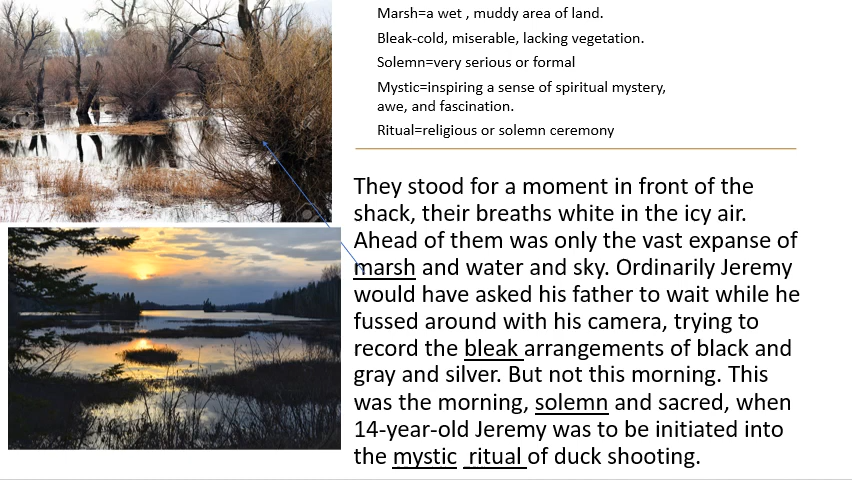 Marsh=a wet , muddy area of land.
Bleak-cold, miserable, lacking vegetation.
Solemn=very serious or formal
Mystic=inspiring a sense of spiritual mystery,
awe, and fascination.
Ritual=religious or solemn ceremony
They stood for a moment in front of the
shack, their breaths white in the icy air.
Ahead of them was only the vast expanse of
marsh and water and sky. Ordinarily Jeremy
would have asked his father to wait while he
fussed around with his camera, trying to
record the bleak arrangements of black and
gray and silver. But not this morning. This
was the morning, solemn and sacred, when
14-year-old Jeremy was to be initiated into
the mystic ritual of duck shooting.